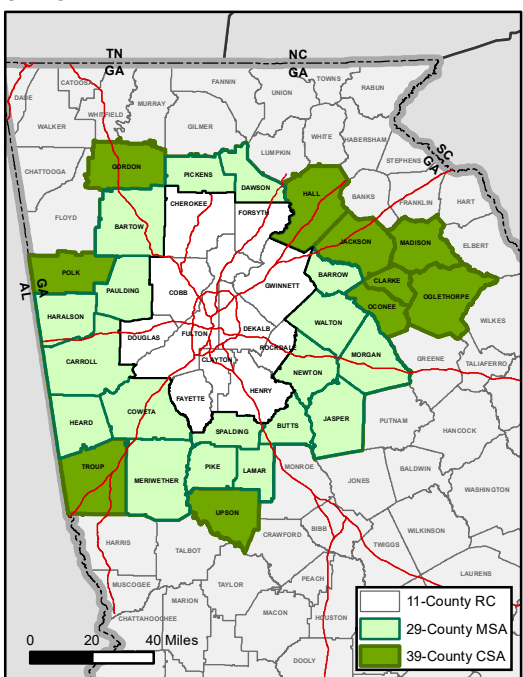 TN
NC
GA
GA
CATOOSA
FANNIN
TOWNS
DADE
UNION
RABUN
MURRAY
WHITFIELD
WALKER
GILMER
WHITE
HABERSHAM
SC
GA
LUMPKIN
STEPHENS
CHATTOOGA
GORDON
PICKENS
DAWSON
HALL
BANKS
FRANKLIN
HART
CHEROKEE
FORSYTH
FLOYD
BARTOW
JACKSON
MADISON
ELBERT
POLK
GA
AL
BARROW
CLARKE
COBB
GWINNETT
PAULDING
OGLETHORPE
OCONEE
HARALSON
WALTON
WILKES
DOUGLAS
FULTON
DEKALB
ROCKDALE
MORGAN
GREENE
TALIAFERRO
CARROLL
CLAYTON
NEWTON
FAYETTE
HENRY
COWETA
JASPER
PUTNAM
HEARD
SPALDING
BUTTS
HANCOCK
TROUP
PIKE
LAMAR
MONROE
BALDWIN
MERIWETHER
JONES
WASHINGTON
UPSON
BIBB
WILKINSON
CRAWFORD
HARRIS
TALBOT
TWIGGS
PEACH
LAURENS
MUSCOGEE
TAYLOR
MARION
MACON
HOUSTON
CHATTAHOOCHEE
DOOLY
0 20 40 Miles
11-County RC
29-County MSA
39-County CSA